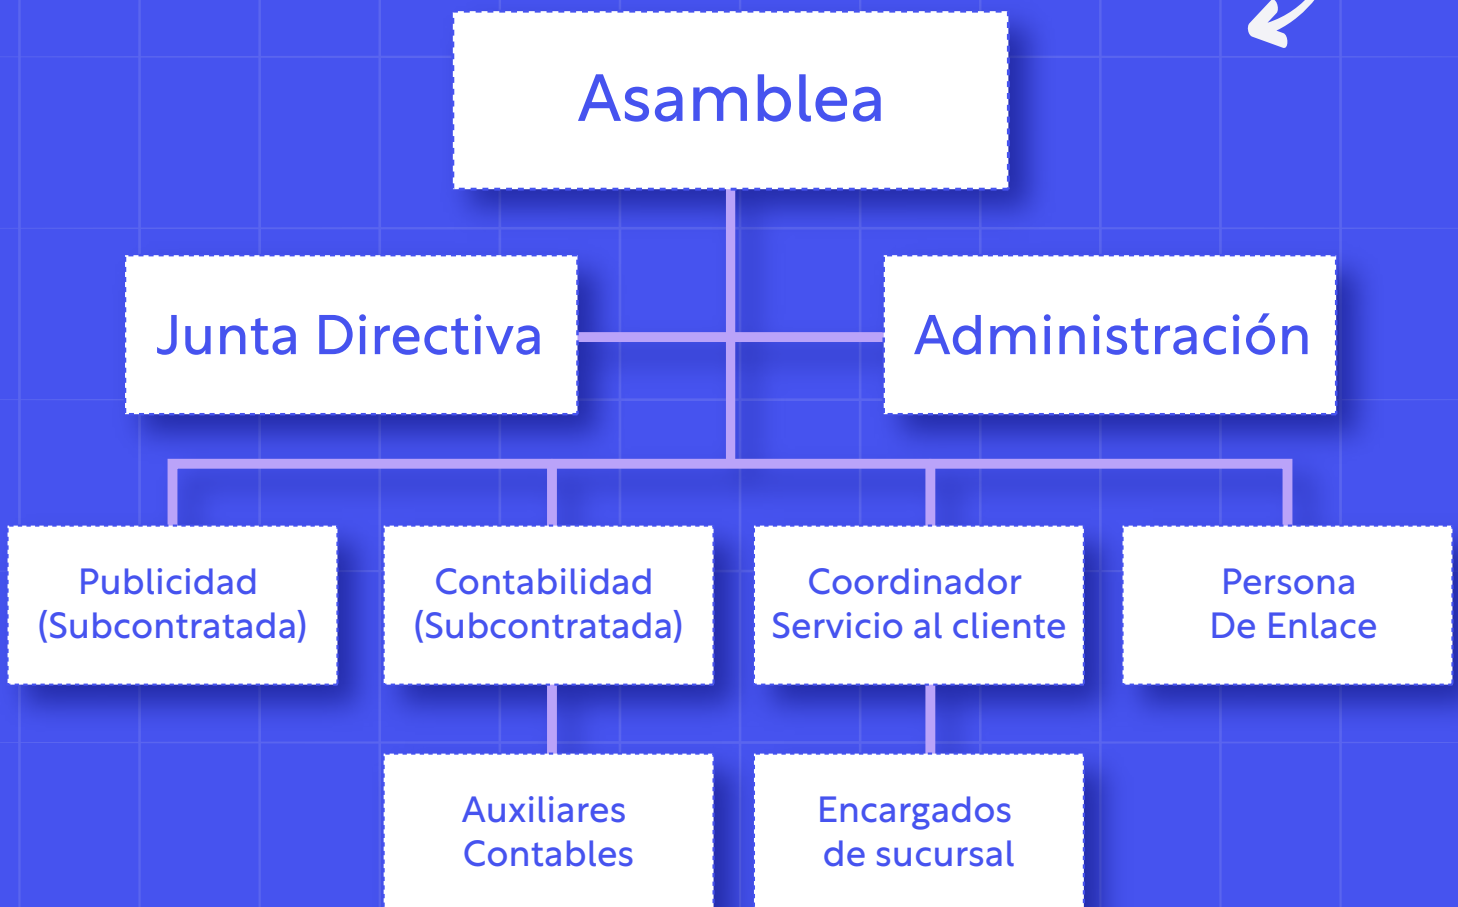 Asamblea
Junta Directiva
Administración
Publicidad
(Subcontratada)
Contabilidad
(Subcontratada)
Coordinador
Servicio al cliente
Persona
De Enlace
Auxiliares
Contables
Encargados
de sucursal